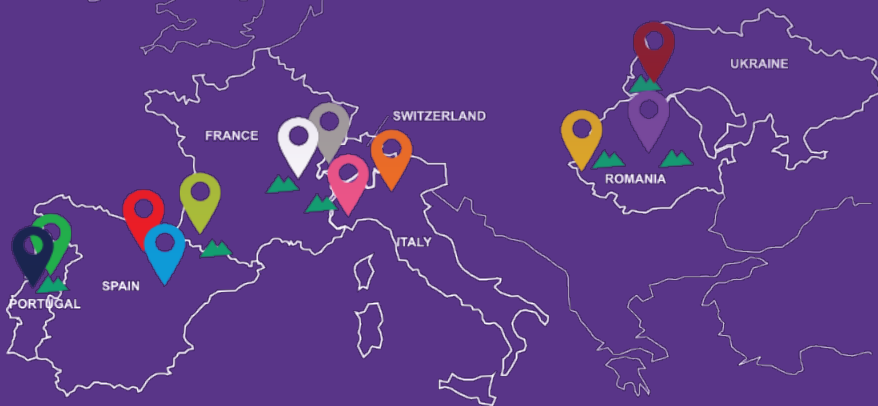 UKRAINE
SWITZERLAND
FRANCE
ROMANIA
ITALY
SPAIN
PORTUGAL